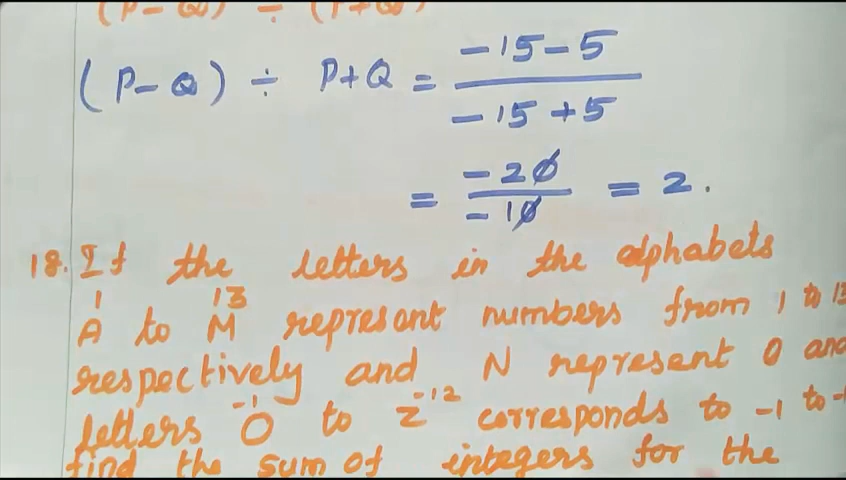 (P-Q) ÷ (P+Q)
(P-Q) ÷ P+Q = -15-5
-15+5
= -20 = 2.
-10
18. If the letters in the alphabets
1 13
A to M represent numbers from 1 to 13
respectively and N represent 0 and
-1 -12
letters O to Z corresponds to -1 to -1
find the sum of integers for the